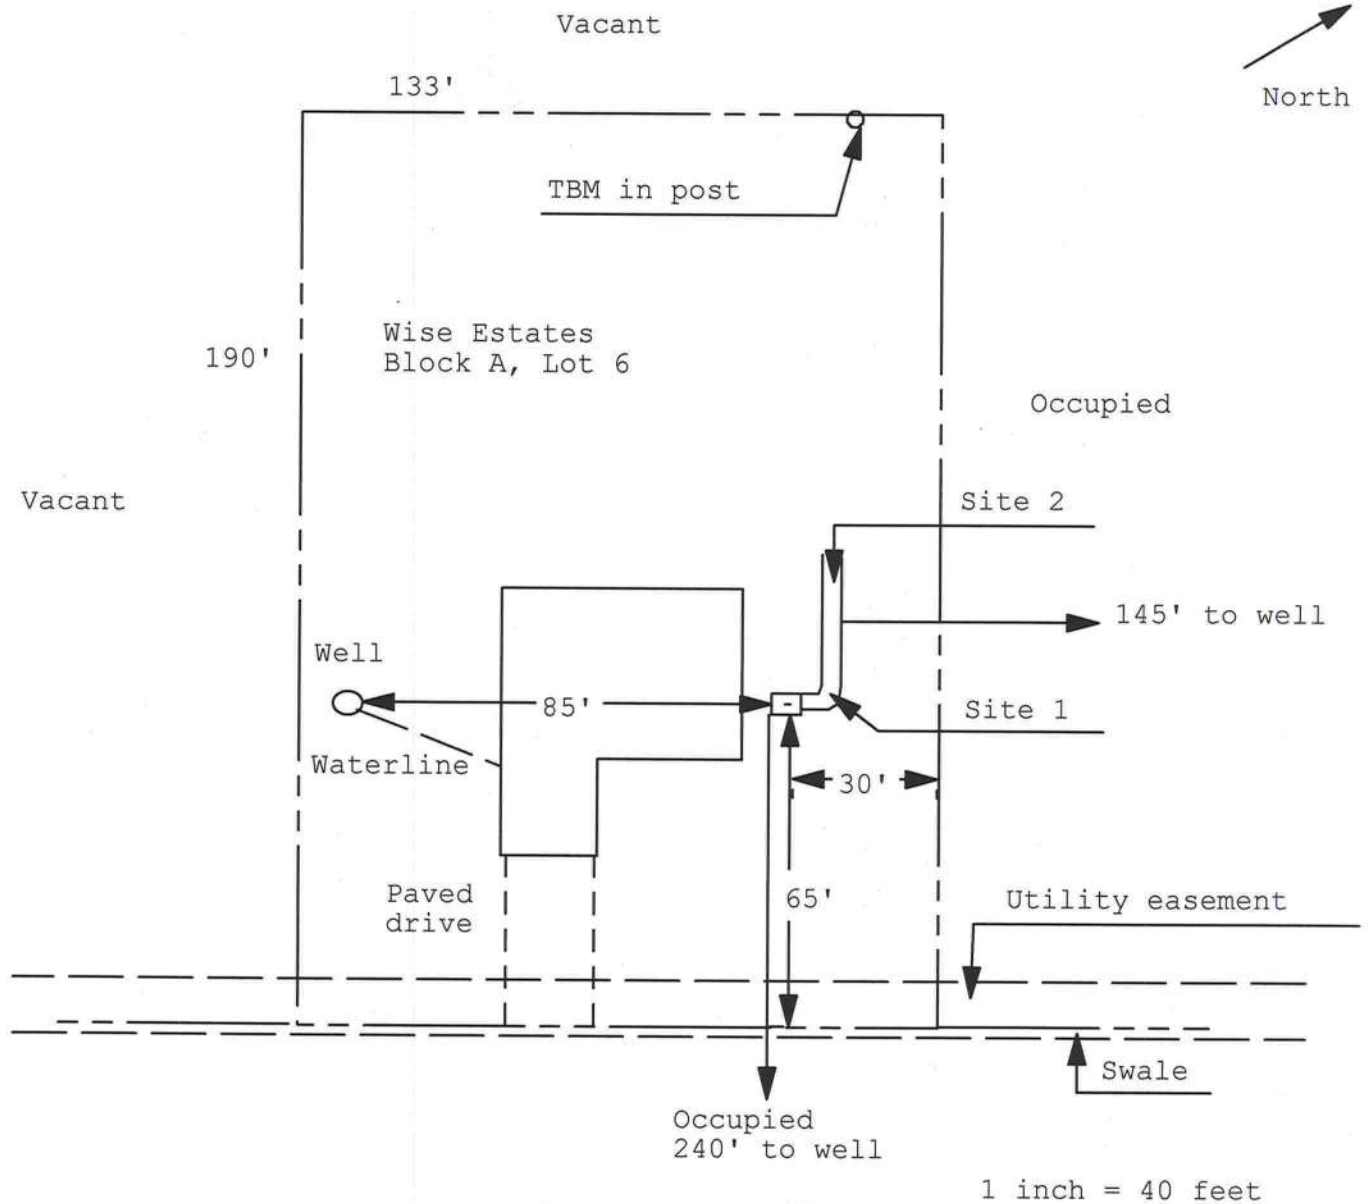 Vacant
North
133'
TBM in post
Wise Estates
Block A, Lot 6
190'
Occupied
Vacant
Site 2
145' to well
Well
85'
Site 1
Waterline
30'
Paved
drive
65'
Utility easement
Swale
Occupied
240' to well
1 inch = 40 feet